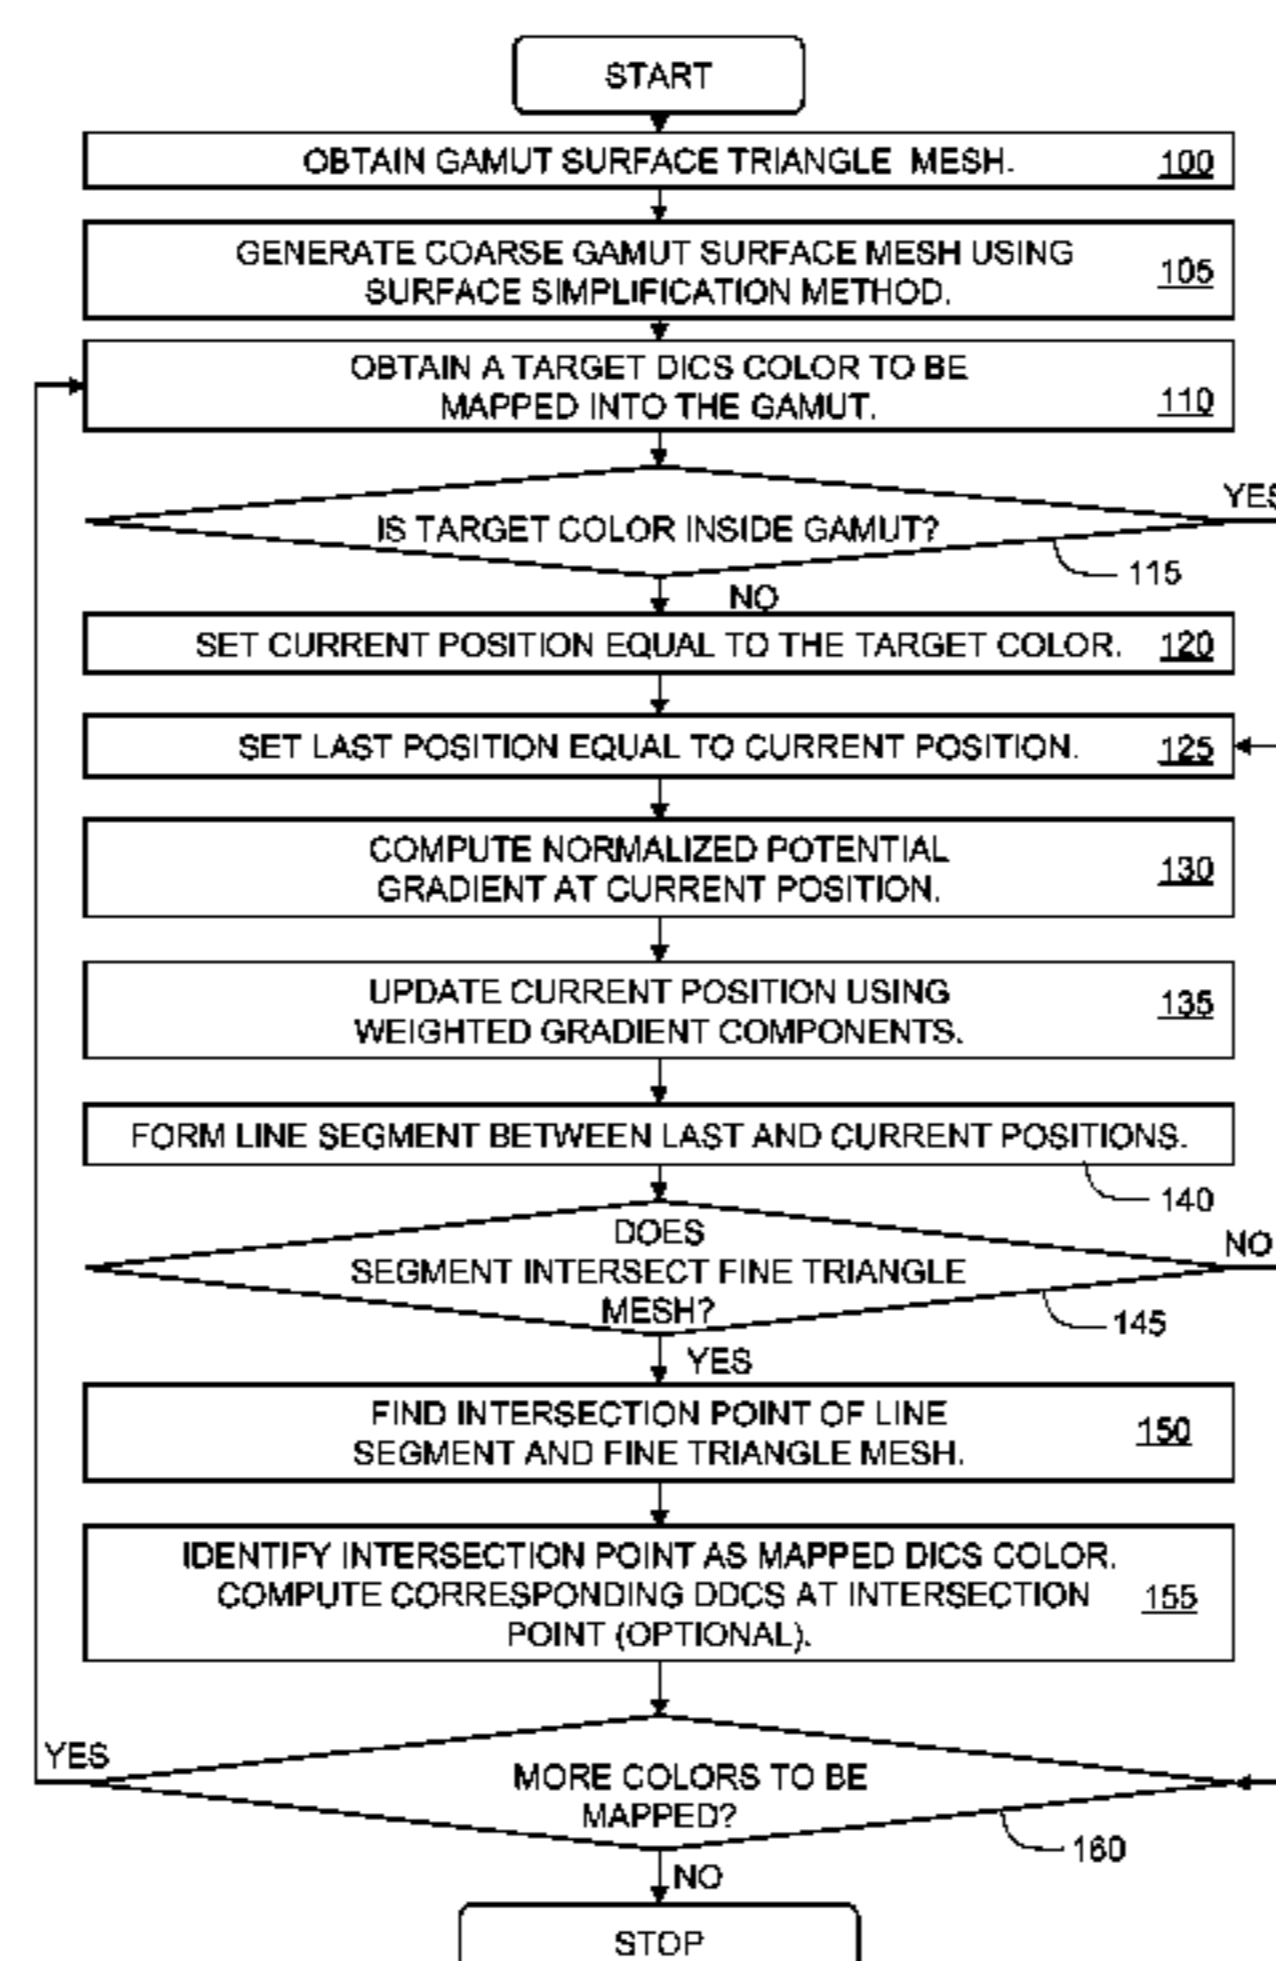 START
OBTAIN GAMUT SURFACE TRIANGLE MESH. 100
GENERATE COARSE GAMUT SURFACE MESH USING
SURFACE SIMPLIFICATION METHOD.
105
OBTAIN A TARGET DICS COLOR TO BE
MAPPED INTO THE GAMUT.
110
YES
IS TARGET COLOR INSIDE GAMUT?
115
NO
SET CURRENT POSITION EQUAL TO THE TARGET COLOR. 120
SET LAST POSITION EQUAL TO CURRENT POSITION. 125
COMPUTE NORMALIZED POTENTIAL
GRADIENT AT CURRENT POSITION.
130
UPDATE CURRENT POSITION USING
WEIGHTED GRADIENT COMPONENTS.
135
FORM LINE SEGMENT BETWEEN LAST AND CURRENT POSITIONS.
140
DOES
SEGMENT INTERSECT FINE TRIANGLE
MESH?
NO
145
YES
FIND INTERSECTION POINT OF LINE
SEGMENT AND FINE TRIANGLE MESH.
150
IDENTIFY INTERSECTION POINT AS MAPPED DICS COLOR.
COMPUTE CORRESPONDING DDCS AT INTERSECTION
POINT (OPTIONAL).
155
YES
MORE COLORS TO BE
MAPPED?
160
NO
STOP